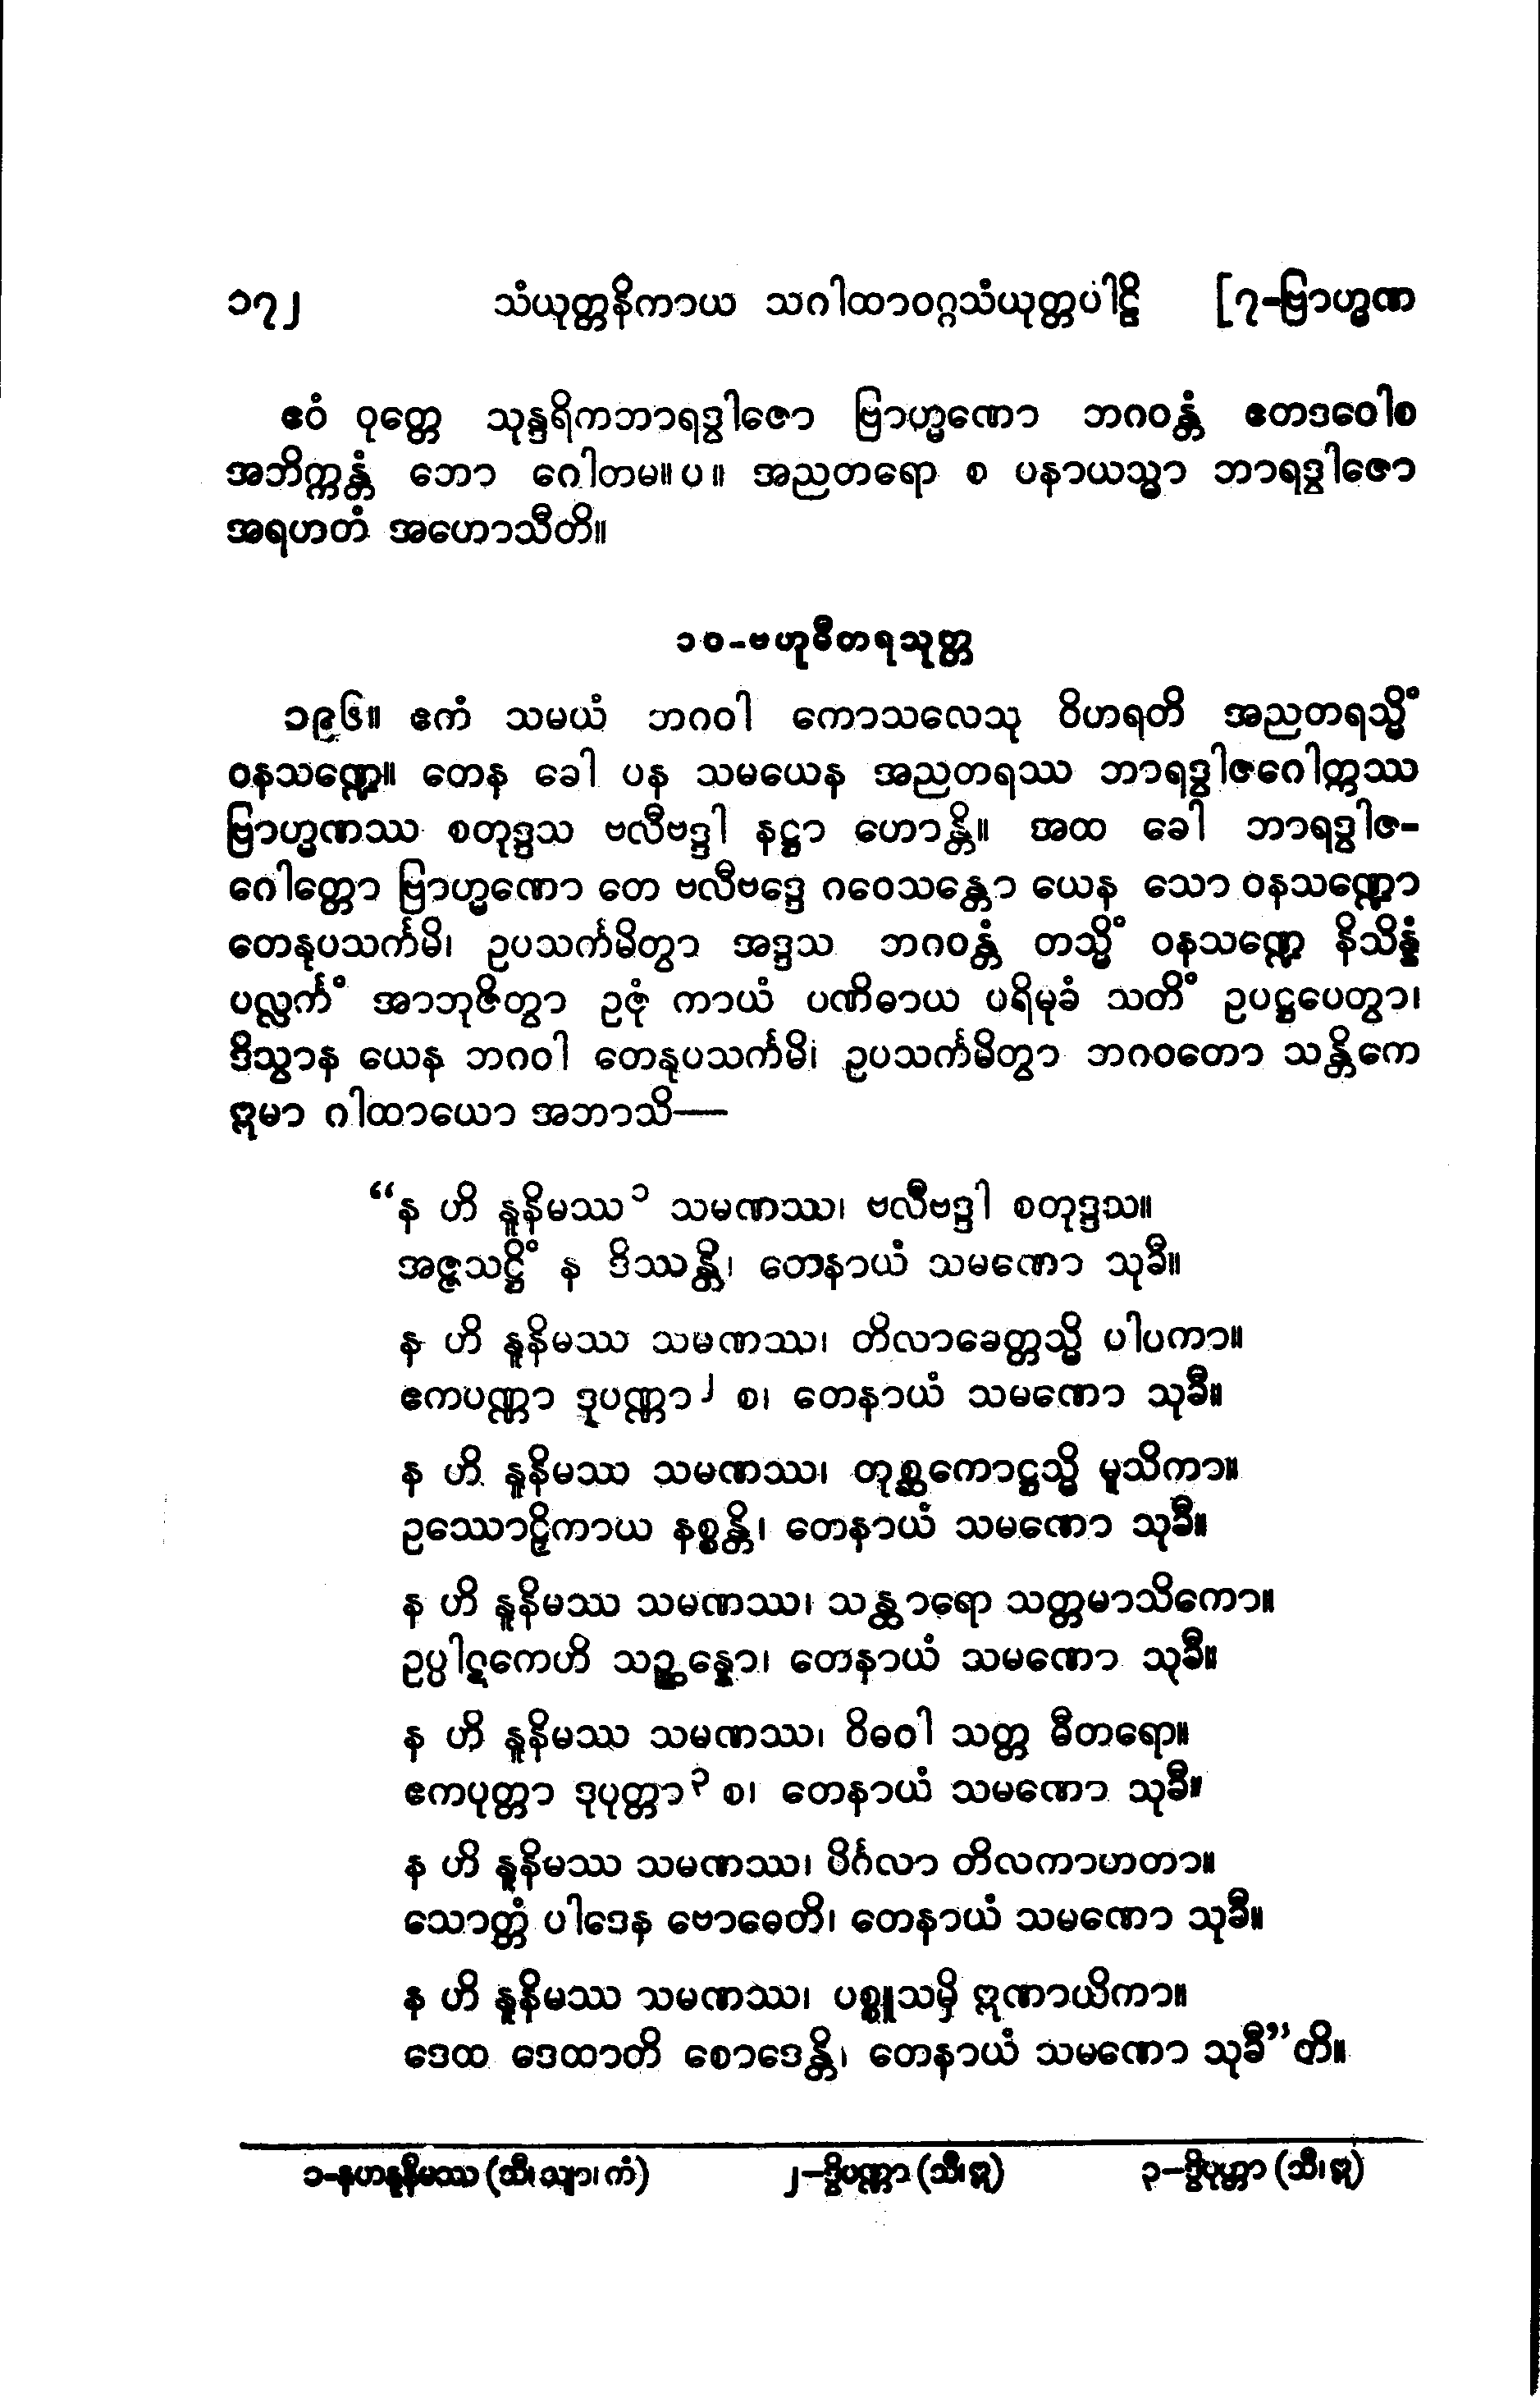 ၁၇၂ သံယုတ္တနိကာယ သဂါထာဝဂ္ဂသံယုတ္တပါဠိ [၇-ဗြာဟ္မဏ
ဧဝံ ဝုတ္တေ သုန္ဒရိကဘာရဒွါဇော ဗြာဟ္မဏော ဘဂဝန္တံ ဧတဒဝေါစ
အဘိက္ကန္တံ ဘော ဂေါတမ။ပ။ အညတရော စ ပနာယသ္မာ ဘာရဒွါဇော
အရဟတံ အဟောသီတိ။
၁၀-ဗဟုဓီတရသုတ္တ
၁၉၆။ ဧကံ သမယံ ဘဂဝါ ကောသလေသု ဝိဟရတိ အညတရသ္မိံ
ဝနသဏ္ဍေ။ တေန ခေါ ပန သမယေန အညတရဿ ဘာရဒွါဇဂေါတ္တဿ
ဗြာဟ္မဏဿ စတုဒ္ဒသ ဗလီဗဒ္ဒါ နဋ္ဌာ ဟောန္တိ။ အထ ခေါ ဘာရဒွါဇ-
ဂေါတ္တော ဗြာဟ္မဏော တေ ဗလီဗဒ္ဒေ ဂဝေသန္တော ယေန သော ဝနသဏ္ဍော
တေနုပသင်္ကမိ၊ ဥပသင်္ကမိတွာ အဒ္ဒသ ဘဂဝန္တံ တသ္မိံ ဝနသဏ္ဍေ နိသိန္နံ
ပလ္လင်္ကံ အာဘုဇိတွာ ဥဇုံ ကာယံ ပဏိဓာယ ပရိမုခံ သတိံ ဥပဋ္ဌပေတွာ၊
ဒိသွာန ယေန ဘဂဝါ တေနုပသင်္ကမိ၊ ဥပသင်္ကမိတွာ ဘဂဝတော သန္တိကေ
ဣမာ ဂါထာယော အဘာသိ—
“န ဟိ နူနိမဿ၁ သမဏဿ၊ ဗလီဗဒ္ဒါ စတုဒ္ဒသ။
အဇ္ဇသဋ္ဌိံ န ဒိဿန္တိ၊ တေနာယံ သမဏော သုခီ။
န ဟိ နူနိမဿ သမဏဿ၊ တိလာခေတ္တသ္မိ ပါပကာ။
ဧကပဏ္ဏာ ဒုပဏ္ဏာ၂ စ၊ တေနာယံ သမဏော သုခီ။
န ဟိ နူနိမဿ သမဏဿ၊ တုစ္ဆကောဋ္ဌသ္မိ မူသိကာ။
ဥဿောဠှိကာယ နစ္စန္တိ၊ တေနာယံ သမဏော သုခီ။
န ဟိ နူနိမဿ သမဏဿ၊ သန္ထာရော သတ္တမာသိကော။
ဥပ္ပါဋကေဟိ သဉ္ဆန္နော၊ တေနာယံ သမဏော သုခီ။
န ဟိ နူနိမဿ သမဏဿ၊ ဝိဓဝါ သတ္တ ဓီတရော။
ဧကပုတ္တာ ဒုပုတ္တာ၃ စ၊ တေနာယံ သမဏော သုခီ။
န ဟိ နူနိမဿ သမဏဿ၊ ပိင်္ဂလာ တိလကာဟတာ။
သောတ္တံ ပါဒေန ဗောဓေတိ၊ တေနာယံ သမဏော သုခီ။
န ဟိ နူနိမဿ သမဏဿ၊ ပစ္စူသမှိ ဣဏာယိကာ။
ဒေထ ဒေထာတိ စောဒေန္တိ၊ တေနာယံ သမဏော သုခီ”တိ။
၁-နဟနူနိမဿ (သီ၊ သျာ၊ ကံ) ၂-ဒွိပဏ္ဏာ (သီ၊ ဣ) ၃-ဒွိပုတ္တာ (သီ၊ ဣ)